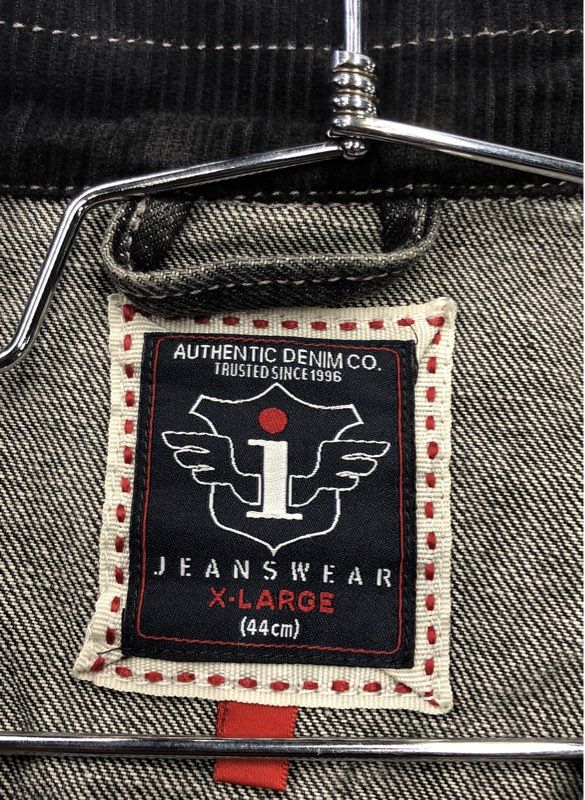 AUTHENTIC DENIM CO.
TRUSTED SINCE 1996
i
JEANSWEAR
X-LARGE
(44cm)